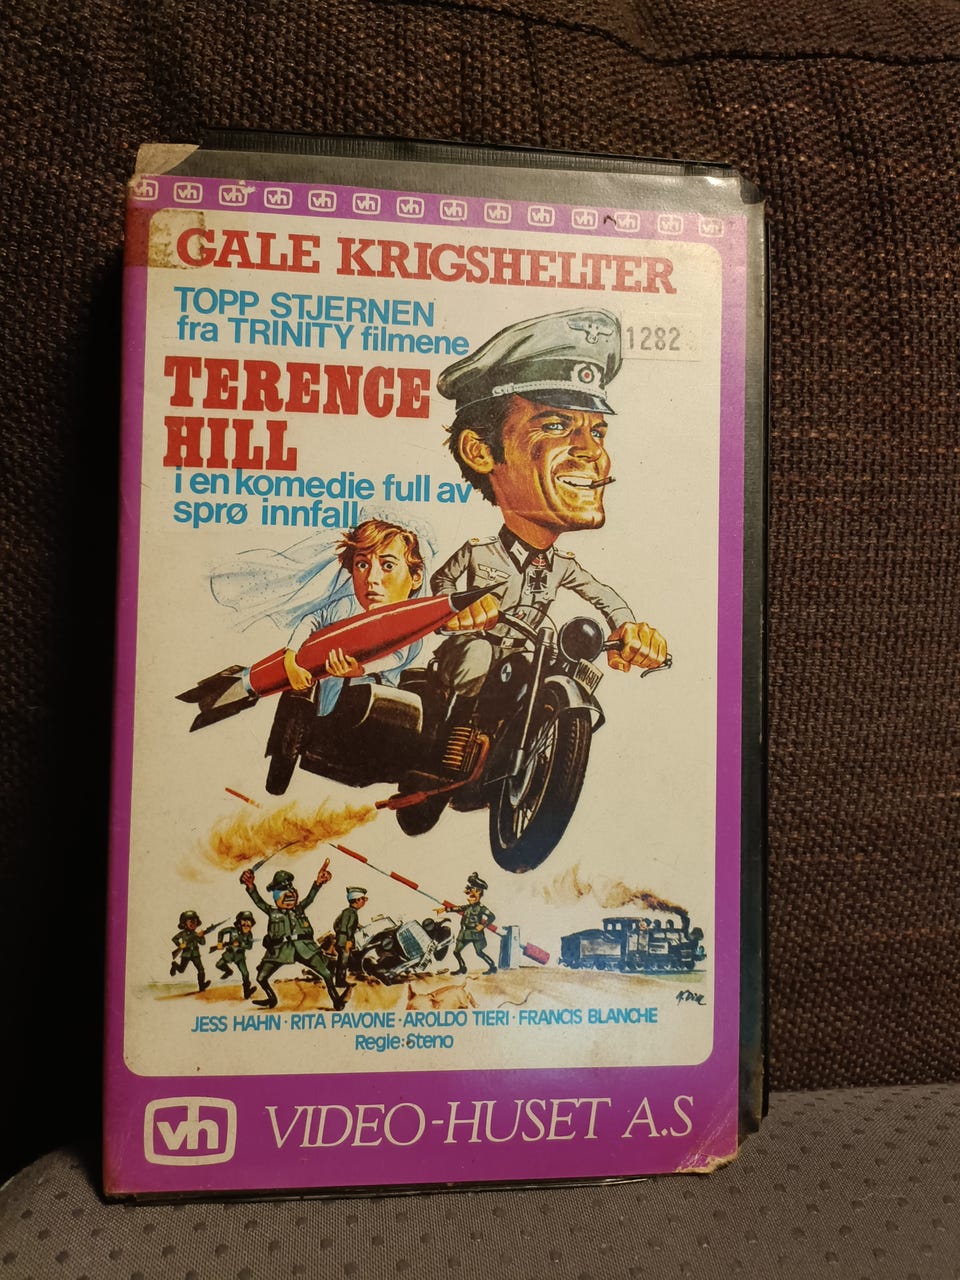 vh vh vh vh vh vh vh vh vh vh vh vh vh vh
GALE KRIGSHELTER
TOPP STJERNEN
fra TRINITY filmene
1282
TERENCE
HILL
i en komedie full av
sprø innfall
JESS HAHN · RITA PAVONE · AROLDO TIERI · FRANCIS BLANCHE
Regie: Steno
vh VIDEO-HUSET A.S